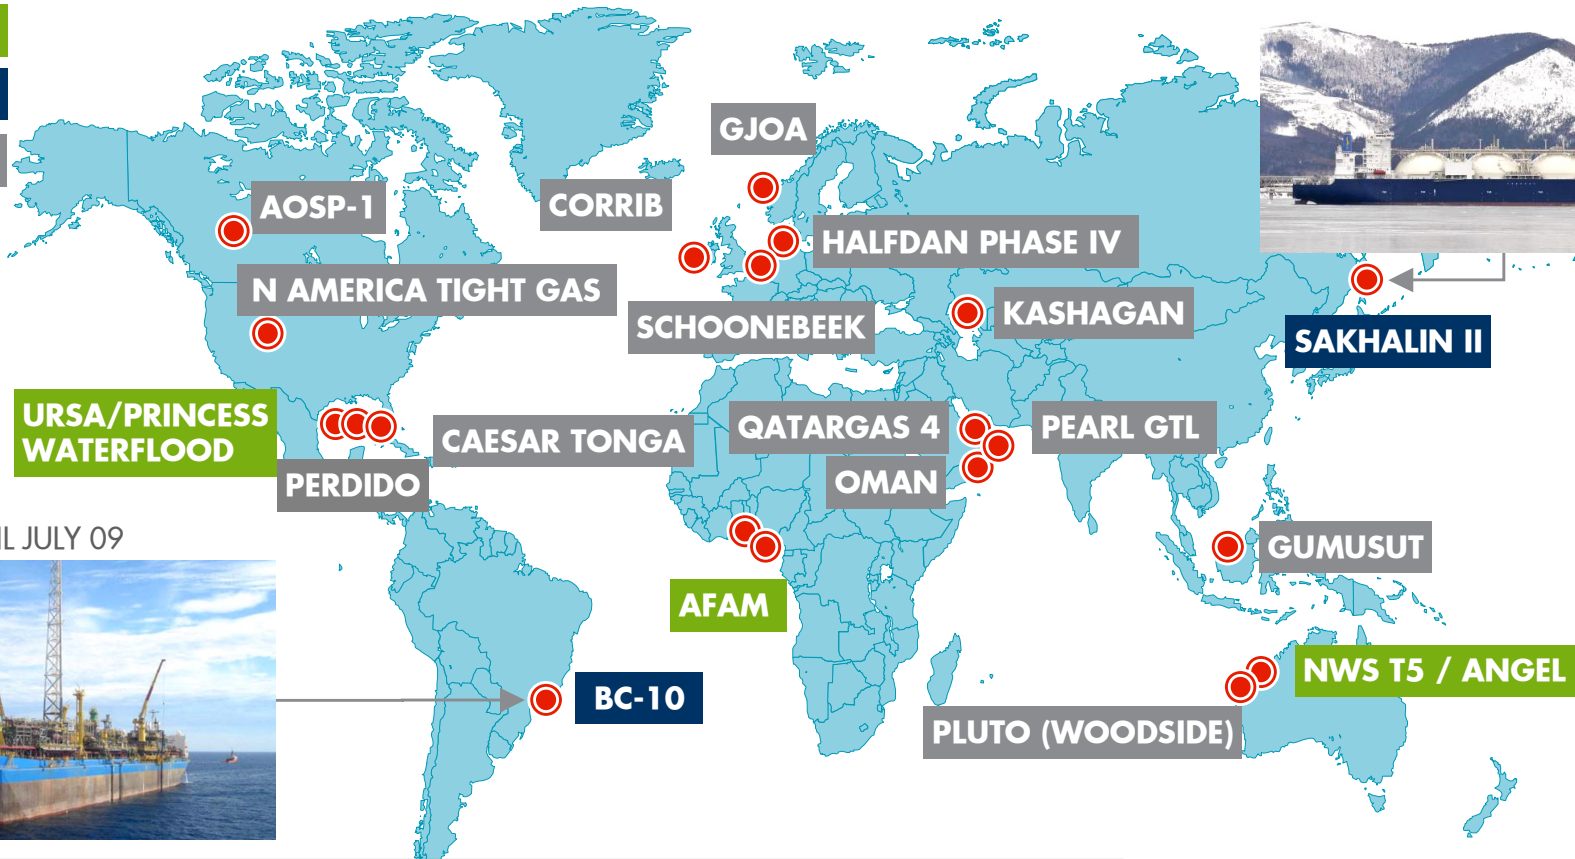 GJOA
AOSP-1
CORRIB
HALFDAN PHASE IV
N AMERICA TIGHT GAS
KASHAGAN
SCHOONEBEEK
SAKHALIN II
URSA/PRINCESS
WATERFLOOD
CAESAR TONGA
QATARGAS 4
PEARL GTL
PERDIDO
OMAN
JULY 09
GUMUSUT
AFAM
NWS T5 / ANGEL
BC-10
PLUTO (WOODSIDE)